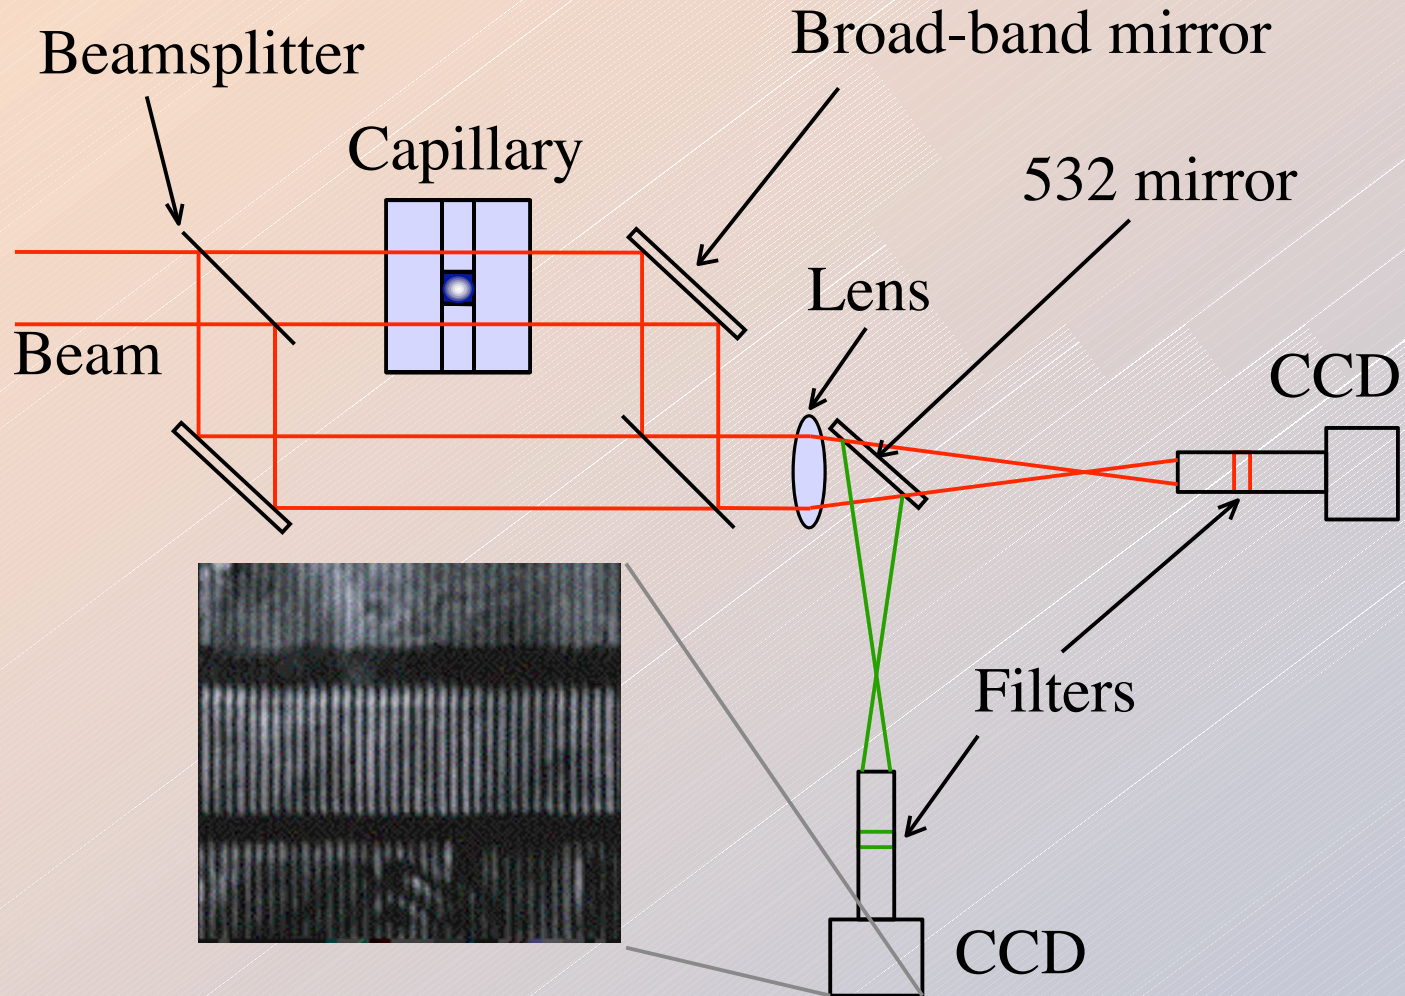 Broad-band mirror
Beamsplitter
Capillary
532 mirror
Lens
Beam
CCD
Filters
CCD